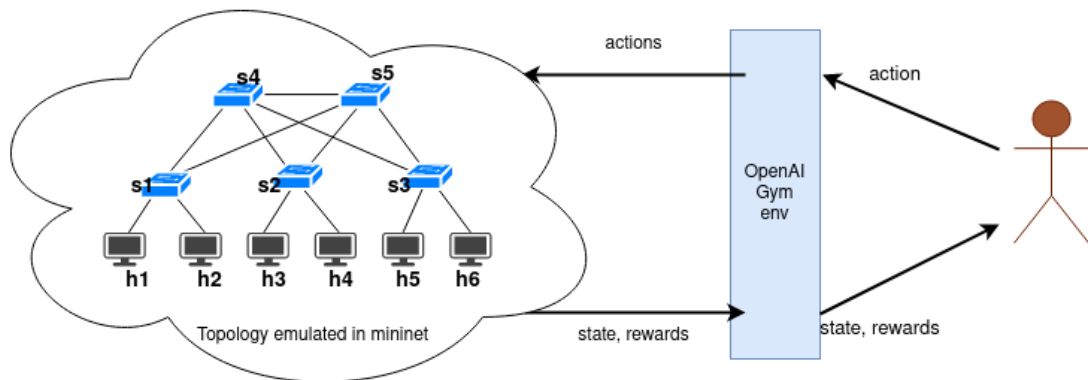 actions
s4
s5
action
s1
s2
s3
OpenAI
Gym
env
h1
h2
h3
h4
h5
h6
Topology emulated in mininet
state, rewards
state, rewards